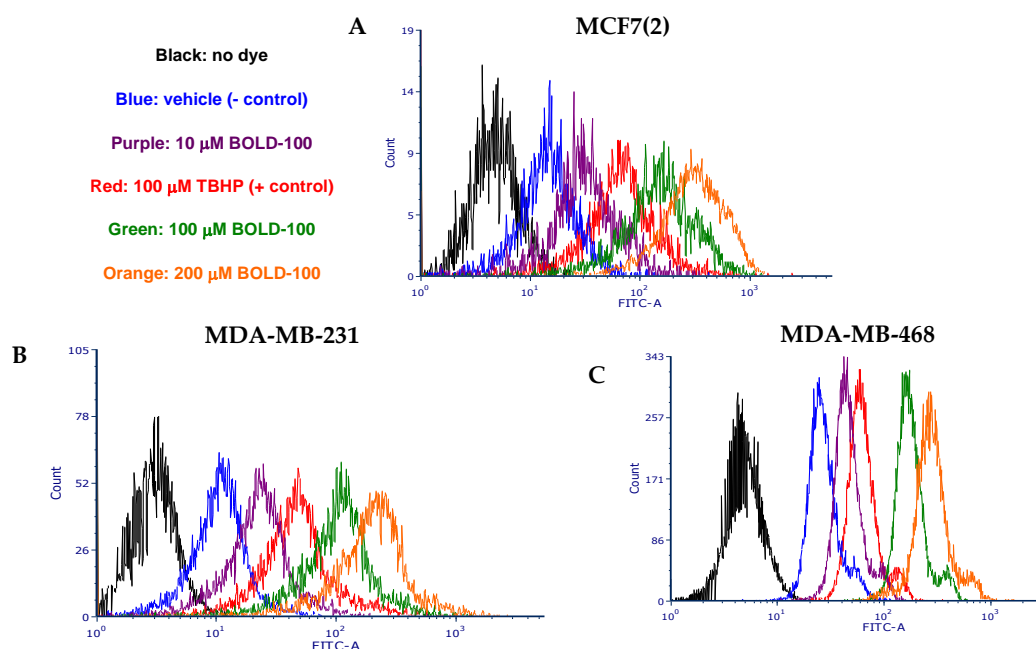 A
MCF7(2)
Black: no dye
Blue: vehicle (- control)
Purple: 10 µM BOLD-100
Red: 100 µM TBHP (+ control)
Green: 100 µM BOLD-100
Orange: 200 µM BOLD-100
19
14
9
5
0
Count
10⁰
10¹
10²
10³
FITC-A
B
MDA-MB-231
105
78
52
26
0
Count
10⁰
10¹
10²
10³
FITC-A
C
MDA-MB-468
343
257
171
86
0
Count
10⁰
10¹
10²
10³
FITC-A